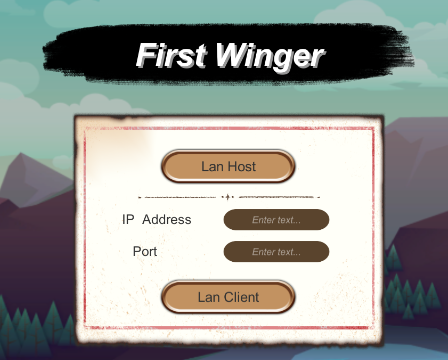 First Winger
Lan Host
IP Address Enter text...
Port Enter text...
Lan Client